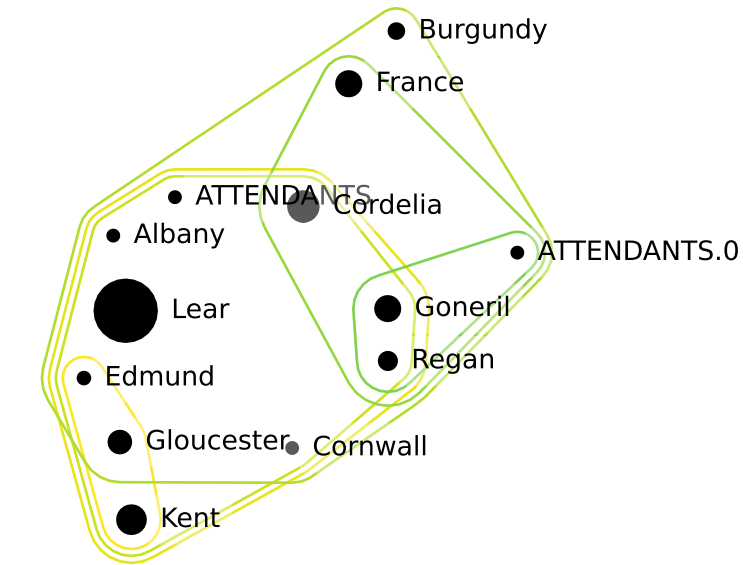 Burgundy
France
ATTENDANTS
Cordelia
Albany
ATTENDANTS.0
Lear
Goneril
Regan
Edmund
Gloucester
Cornwall
Kent